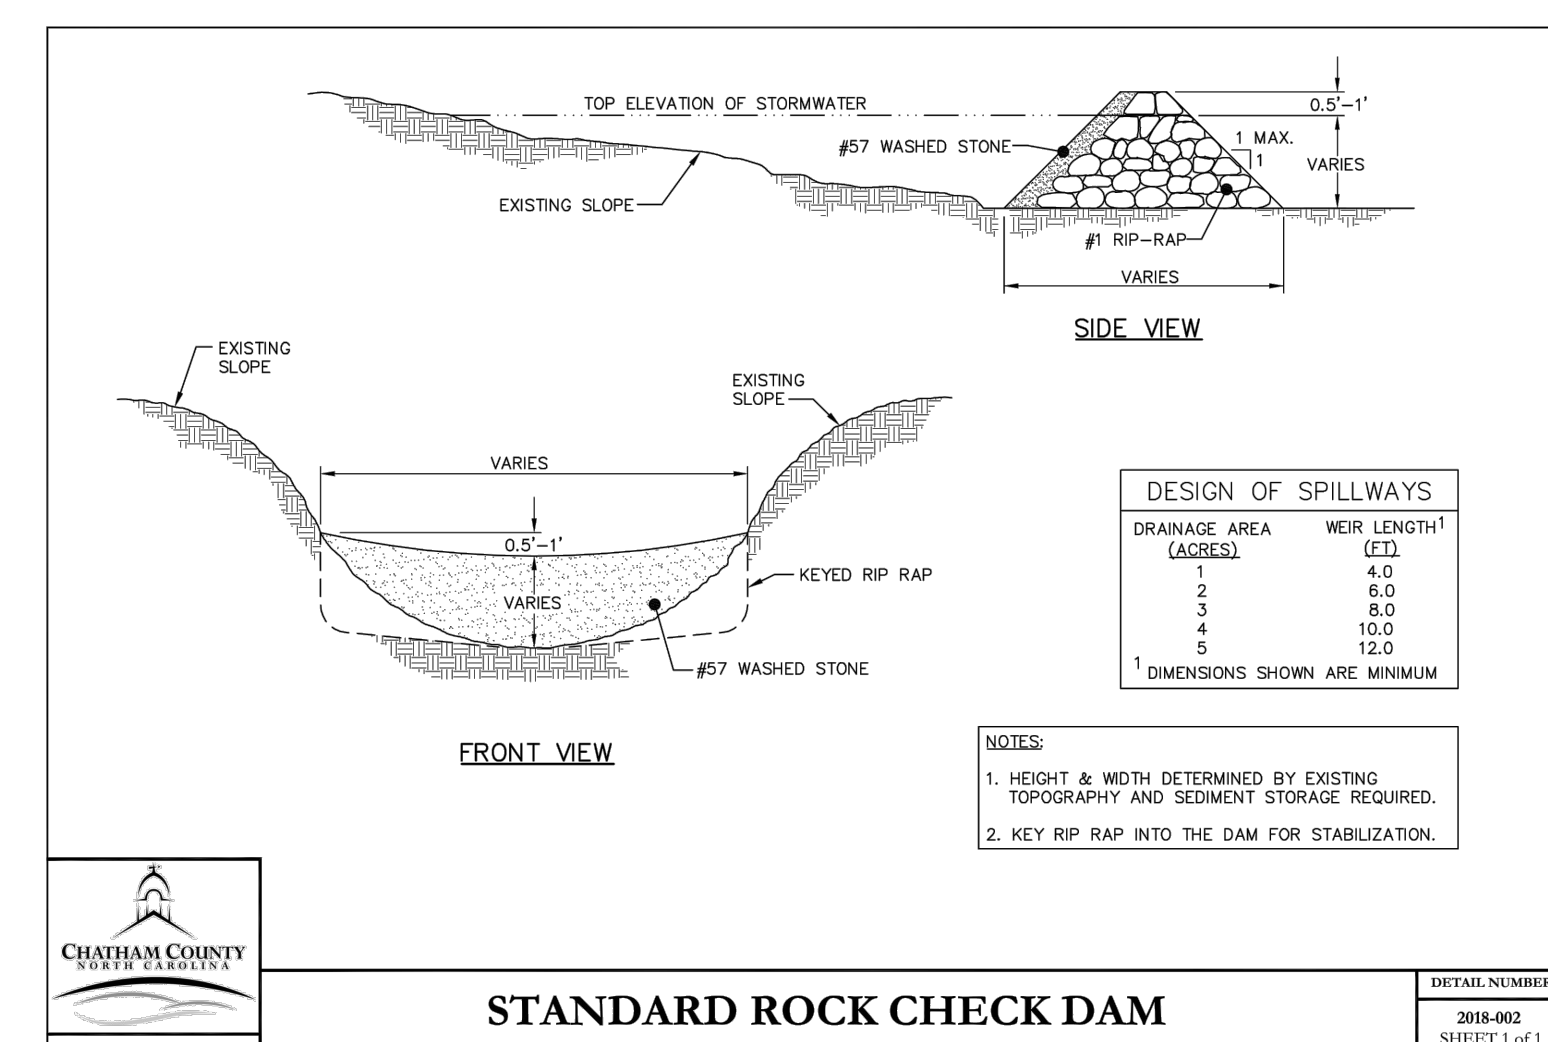 TOP ELEVATION OF STORMWATER
0.5'-1'
#57 WASHED STONE
1 MAX.
1
VARIES
EXISTING SLOPE
#1 RIP-RAP
VARIES
SIDE VIEW
EXISTING
SLOPE
EXISTING
SLOPE
VARIES
0.5'-1'
KEYED RIP RAP
VARIES
#57 WASHED STONE
FRONT VIEW
DESIGN OF SPILLWAYS
DRAINAGE AREA WEIR LENGTH1
(ACRES) (FT)
1 4.0
2 6.0
3 8.0
4 10.0
5 12.0
1 DIMENSIONS SHOWN ARE MINIMUM
NOTES:
1. HEIGHT & WIDTH DETERMINED BY EXISTING
TOPOGRAPHY AND SEDIMENT STORAGE REQUIRED.
2. KEY RIP RAP INTO THE DAM FOR STABILIZATION.
CHATHAM COUNTY
NORTH CAROLINA
STANDARD ROCK CHECK DAM
DETAIL NUMBER
2018-002
SHEET 1 of 1